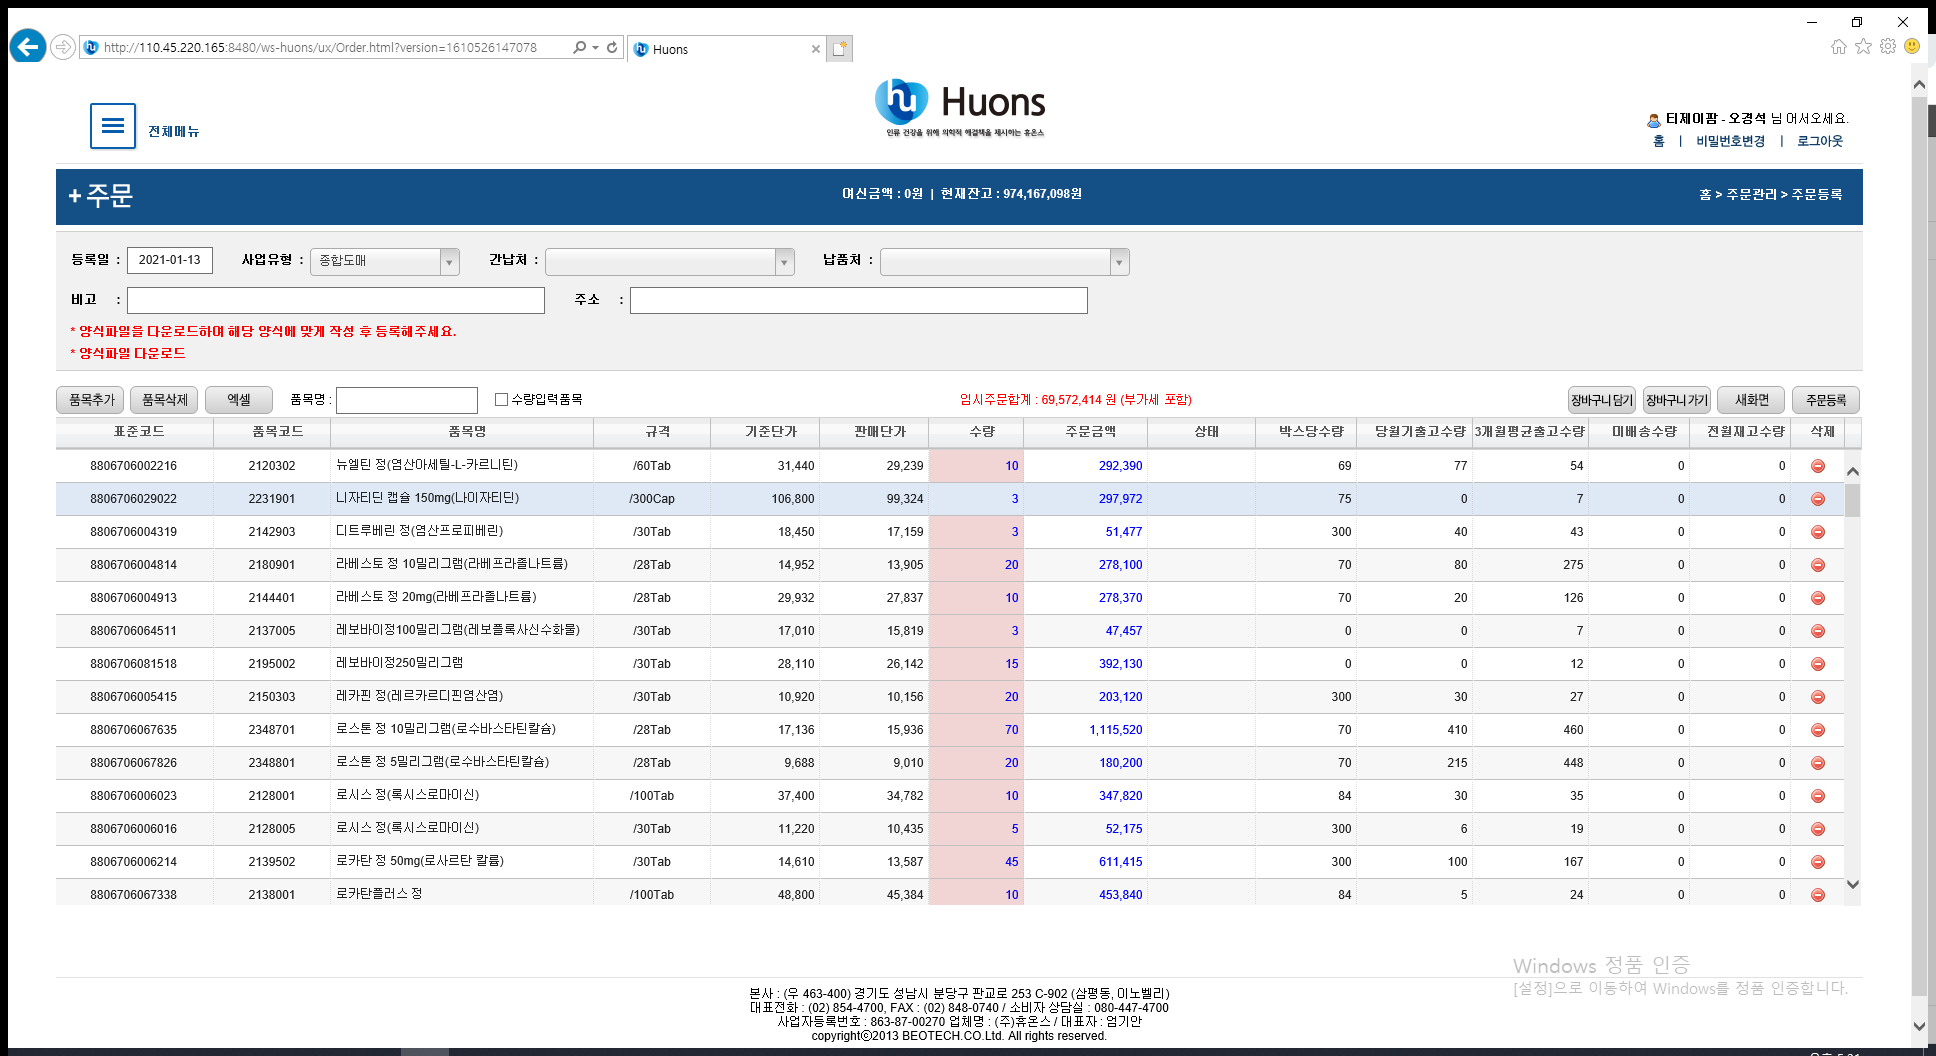 http://110.45.220.165:8480/ws-huons/ux/Order.html?version=1610526147078
Huons
hu Huons
인류 건강을 위해 의학적 해결책을 제시하는 휴온스
전체메뉴
티제이팜 - 오경석 님 어서오세요.
홈 | 비밀번호변경 | 로그아웃
+ 주문
여신금액 : 0원 | 현재잔고 : 974,167,098원
홈 > 주문관리 > 주문등록
등록일 : 2021-01-13 사업유형 : 종합도매 간납처 : 납품처 :
비고 : 주소 :
* 양식파일을 다운로드하여 해당 양식에 맞게 작성 후 등록해주세요.
* 양식파일 다운로드
품목추가 품목삭제 엑셀 품목명 : 수량입력품목 임시주문합계 : 69,572,414 원 (부가세 포함) 장바구니담기 장바구니가기 새화면 주문등록
표준코드 품목코드 품목명 규격 기준단가 판매단가 수량 주문금액 상태 박스당수량 당월기출고수량 3개월평균출고수량 미배송수량 전월재고수량 삭제
8806706002216 2120302 뉴엘틴 정(염산아세틸-L-카르니틴) /60Tab 31,440 29,239 10 292,390 69 77 54 0 0
8806706029022 2231901 니자티딘 캡슐 150mg(니이자티딘) /300Cap 106,800 99,324 3 297,972 75 0 7 0 0
8806706004319 2142903 디트루베린 정(염산프로피베린) /30Tab 18,450 17,159 3 51,477 300 40 43 0 0
8806706004814 2180901 라베스토 정 10밀리그램(라베프라졸나트륨) /28Tab 14,952 13,905 20 278,100 70 80 275 0 0
8806706004913 2144401 라베스토 정 20mg(라베프라졸나트륨) /28Tab 29,932 27,837 10 278,370 70 20 126 0 0
8806706064511 2137005 레보바이정100밀리그램(레보플록사신수화물) /30Tab 17,010 15,819 3 47,457 0 0 7 0 0
8806706081518 2195002 레보바이정250밀리그램 /30Tab 28,110 26,142 15 392,130 0 0 12 0 0
8806706005415 2150303 레카핀 정(레르카르디핀염산염) /30Tab 10,920 10,156 20 203,120 300 30 27 0 0
8806706067635 2348701 로스톤 정 10밀리그램(로수바스타틴칼슘) /28Tab 17,136 15,936 70 1,115,520 70 410 460 0 0
8806706067826 2348801 로스톤 정 5밀리그램(로수바스타틴칼슘) /28Tab 9,688 9,010 20 180,200 70 215 448 0 0
8806706006023 2128001 로시스 정(록시스로마이신) /100Tab 37,400 34,782 10 347,820 84 30 35 0 0
8806706006016 2128005 로시스 정(록시스로마이신) /30Tab 11,220 10,435 5 52,175 300 6 19 0 0
8806706006214 2139502 로카탄 정 50mg(로사르탄 칼륨) /30Tab 14,610 13,587 45 611,415 300 100 167 0 0
8806706067338 2138001 로카탄플러스 정 /100Tab 48,800 45,384 10 453,840 84 5 24 0 0
Windows 정품 인증
[설정]으로 이동하여 Windows를 정품 인증합니다.
본사 : (우 463-400) 경기도 성남시 분당구 판교로 253 C-902 (삼평동, 이노벨리)
대표전화 : (02) 854-4700, FAX : (02) 848-0740 / 소비자 상담실 : 080-447-4700
사업자등록번호 : 863-87-00270 업체명 : (주)휴온스 / 대표자 : 엄기안
copyrightⓒ2013 BEOTECH.CO.Ltd. All rights reserved.